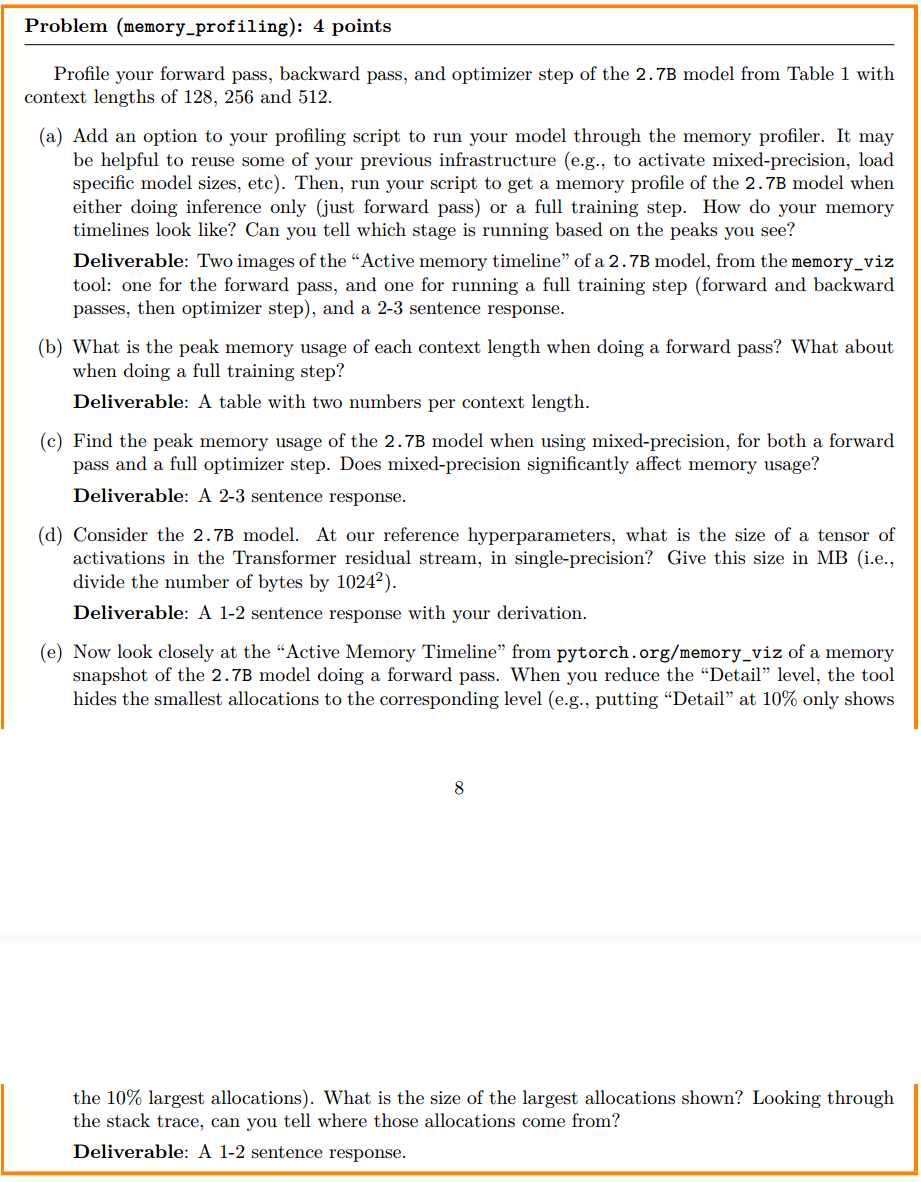 Problem (memory_profiling): 4 points
Profile your forward pass, backward pass, and optimizer step of the 2.7B model from Table 1 with
context lengths of 128, 256 and 512.
(a) Add an option to your profiling script to run your model through the memory profiler. It may
be helpful to reuse some of your previous infrastructure (e.g., to activate mixed-precision, load
specific model sizes, etc). Then, run your script to get a memory profile of the 2.7B model when
either doing inference only (just forward pass) or a full training step. How do your memory
timelines look like? Can you tell which stage is running based on the peaks you see?
Deliverable: Two images of the “Active memory timeline” of a 2.7B model, from the memory_viz
tool: one for the forward pass, and one for running a full training step (forward and backward
passes, then optimizer step), and a 2-3 sentence response.
(b) What is the peak memory usage of each context length when doing a forward pass? What about
when doing a full training step?
Deliverable: A table with two numbers per context length.
(c) Find the peak memory usage of the 2.7B model when using mixed-precision, for both a forward
pass and a full optimizer step. Does mixed-precision significantly affect memory usage?
Deliverable: A 2-3 sentence response.
(d) Consider the 2.7B model. At our reference hyperparameters, what is the size of a tensor of
activations in the Transformer residual stream, in single-precision? Give this size in MB (i.e.,
divide the number of bytes by 1024²).
Deliverable: A 1-2 sentence response with your derivation.
(e) Now look closely at the “Active Memory Timeline” from pytorch.org/memory_viz of a memory
snapshot of the 2.7B model doing a forward pass. When you reduce the “Detail” level, the tool
hides the smallest allocations to the corresponding level (e.g., putting “Detail” at 10% only shows
8
the 10% largest allocations). What is the size of the largest allocations shown? Looking through
the stack trace, can you tell where those allocations come from?
Deliverable: A 1-2 sentence response.